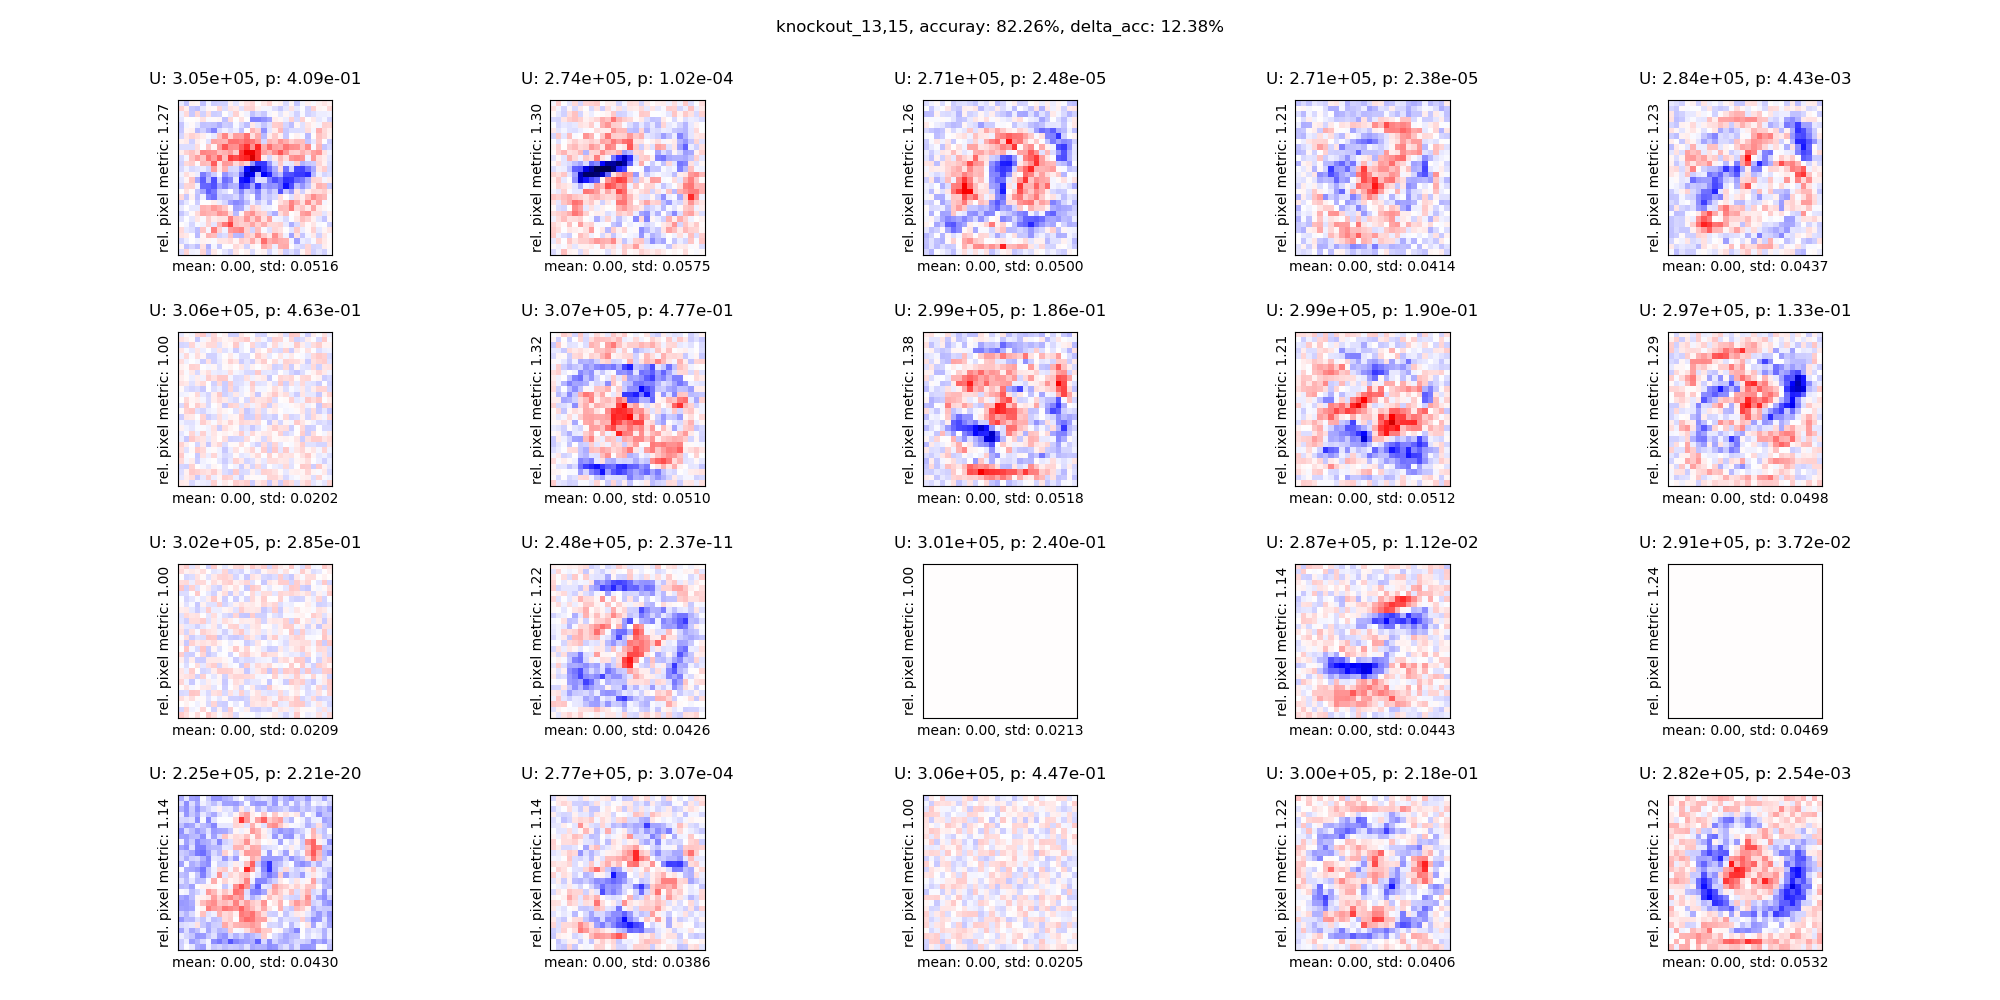 knockout_13,15, accuray: 82.26%, delta_acc: 12.38%
U: 3.05e+05, p: 4.09e-01
rel. pixel metric: 1.27
mean: 0.00, std: 0.0516
U: 2.74e+05, p: 1.02e-04
rel. pixel metric: 1.30
mean: 0.00, std: 0.0575
U: 2.71e+05, p: 2.48e-05
rel. pixel metric: 1.26
mean: 0.00, std: 0.0500
U: 2.71e+05, p: 2.38e-05
rel. pixel metric: 1.21
mean: 0.00, std: 0.0414
U: 2.84e+05, p: 4.43e-03
rel. pixel metric: 1.23
mean: 0.00, std: 0.0437
U: 3.06e+05, p: 4.63e-01
rel. pixel metric: 1.00
mean: 0.00, std: 0.0202
U: 3.07e+05, p: 4.77e-01
rel. pixel metric: 1.32
mean: 0.00, std: 0.0510
U: 2.99e+05, p: 1.86e-01
rel. pixel metric: 1.38
mean: 0.00, std: 0.0518
U: 2.99e+05, p: 1.90e-01
rel. pixel metric: 1.21
mean: 0.00, std: 0.0512
U: 2.97e+05, p: 1.33e-01
rel. pixel metric: 1.29
mean: 0.00, std: 0.0498
U: 3.02e+05, p: 2.85e-01
rel. pixel metric: 1.00
mean: 0.00, std: 0.0209
U: 2.48e+05, p: 2.37e-11
rel. pixel metric: 1.22
mean: 0.00, std: 0.0426
U: 3.01e+05, p: 2.40e-01
rel. pixel metric: 1.00
mean: 0.00, std: 0.0213
U: 2.87e+05, p: 1.12e-02
rel. pixel metric: 1.14
mean: 0.00, std: 0.0443
U: 2.91e+05, p: 3.72e-02
rel. pixel metric: 1.24
mean: 0.00, std: 0.0469
U: 2.25e+05, p: 2.21e-20
rel. pixel metric: 1.14
mean: 0.00, std: 0.0430
U: 2.77e+05, p: 3.07e-04
rel. pixel metric: 1.14
mean: 0.00, std: 0.0386
U: 3.06e+05, p: 4.47e-01
rel. pixel metric: 1.00
mean: 0.00, std: 0.0205
U: 3.00e+05, p: 2.18e-01
rel. pixel metric: 1.22
mean: 0.00, std: 0.0406
U: 2.82e+05, p: 2.54e-03
rel. pixel metric: 1.22
mean: 0.00, std: 0.0532